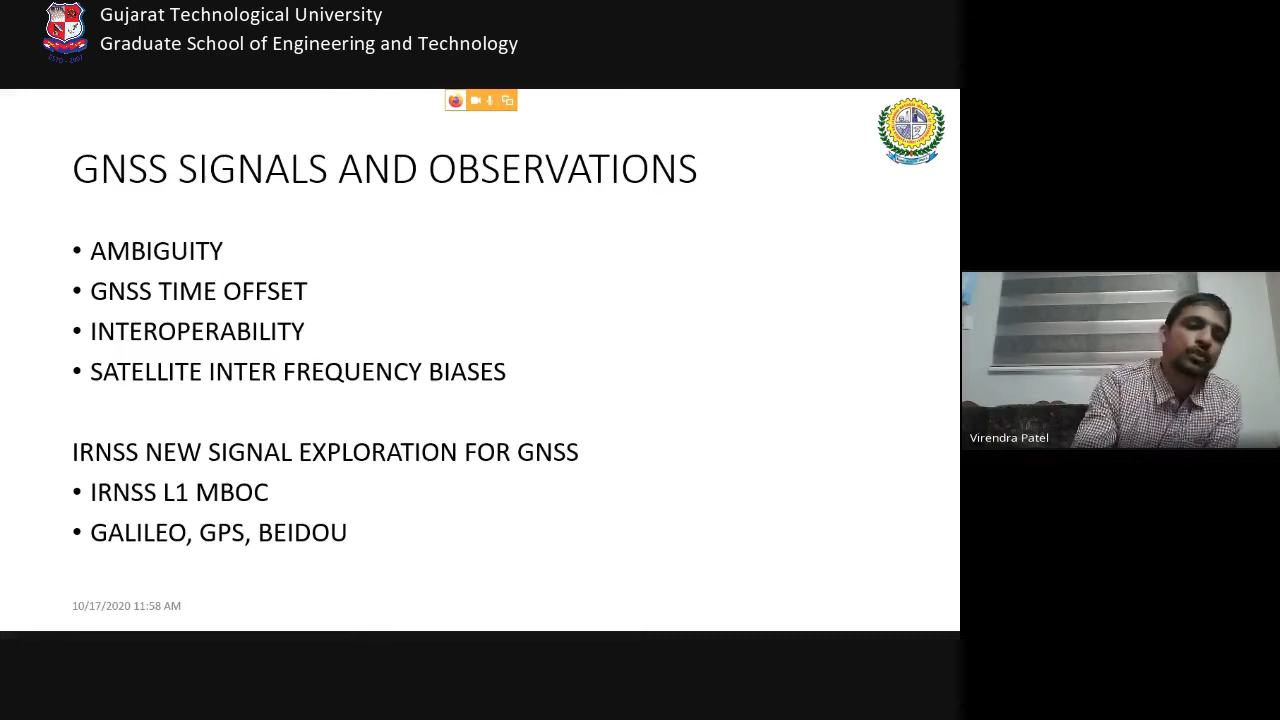 Gujarat Technological University
Graduate School of Engineering and Technology
GNSS SIGNALS AND OBSERVATIONS
• AMBIGUITY
• GNSS TIME OFFSET
• INTEROPERABILITY
• SATELLITE INTER FREQUENCY BIASES
IRNSS NEW SIGNAL EXPLORATION FOR GNSS
• IRNSS L1 MBOC
• GALILEO, GPS, BEIDOU
10/17/2020 11:58 AM
Virendra Patel